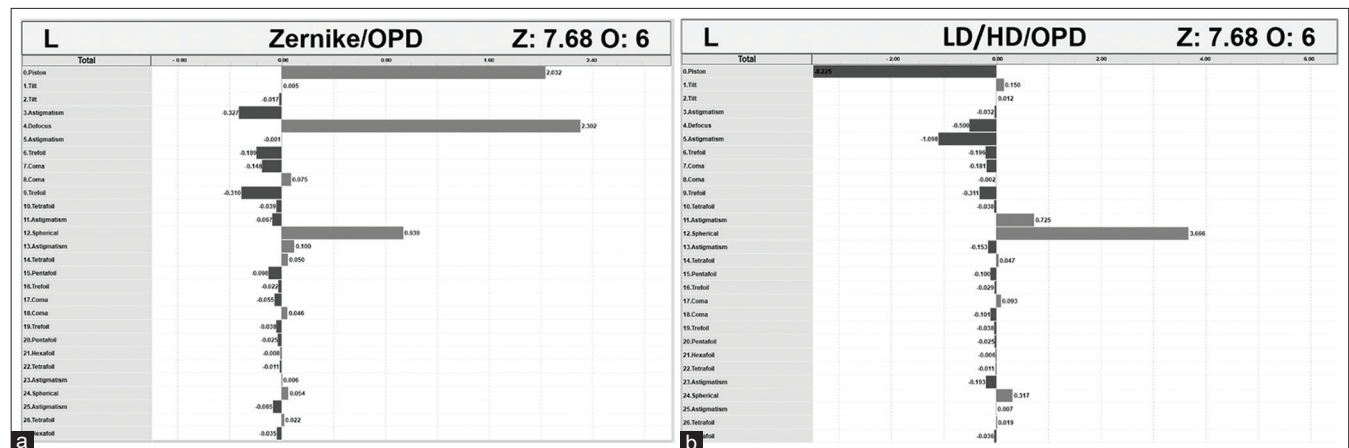 L Zernike/OPD Z: 7.68 O: 6
Total - 0.00 0.00 1.60 2.40
0.Piston 2.032
1.Tilt 0.005
2.Tilt -0.017
3.Astigmatism -0.327
4.Defocus 2.302
5.Astigmatism -0.001
6.Trefoil -0.189
7.Coma -0.148
8.Coma 0.075
9.Trefoil -0.310
10.Tetrafoil -0.039
11.Astigmatism -0.067
12.Spherical 0.939
13.Astigmatism 0.100
14.Tetrafoil 0.050
15.Pentafoil -0.098
16.Trefoil -0.022
17.Coma -0.055
18.Coma 0.046
19.Trefoil -0.038
20.Pentafoil -0.025
21.Hexafoil -0.008
22.Tetrafoil -0.011
23.Astigmatism 0.006
24.Spherical 0.054
25.Astigmatism -0.065
26.Tetrafoil 0.022
exafoil -0.035
a
L LD/HD/OPD Z: 7.68 O: 6
Total - 2.00 0.00 2.00 4.00 6.00
0.Piston -8.225
1.Tilt 0.150
2.Tilt 0.012
3.Astigmatism -0.032
4.Defocus -0.500
5.Astigmatism -1.098
6.Trefoil -0.196
7.Coma -0.181
8.Coma -0.002
9.Trefoil -0.311
10.Tetrafoil -0.038
11.Astigmatism 0.725
12.Spherical 3.666
13.Astigmatism -0.153
14.Tetrafoil 0.047
15.Pentafoil -0.100
16.Trefoil -0.029
17.Coma 0.093
18.Coma -0.101
19.Trefoil -0.038
20.Pentafoil -0.025
21.Hexafoil -0.006
22.Tetrafoil -0.011
23.Astigmatism -0.193
24.Spherical 0.317
25.Astigmatism 0.007
26.Tetrafoil 0.019
afoil -0.036
b